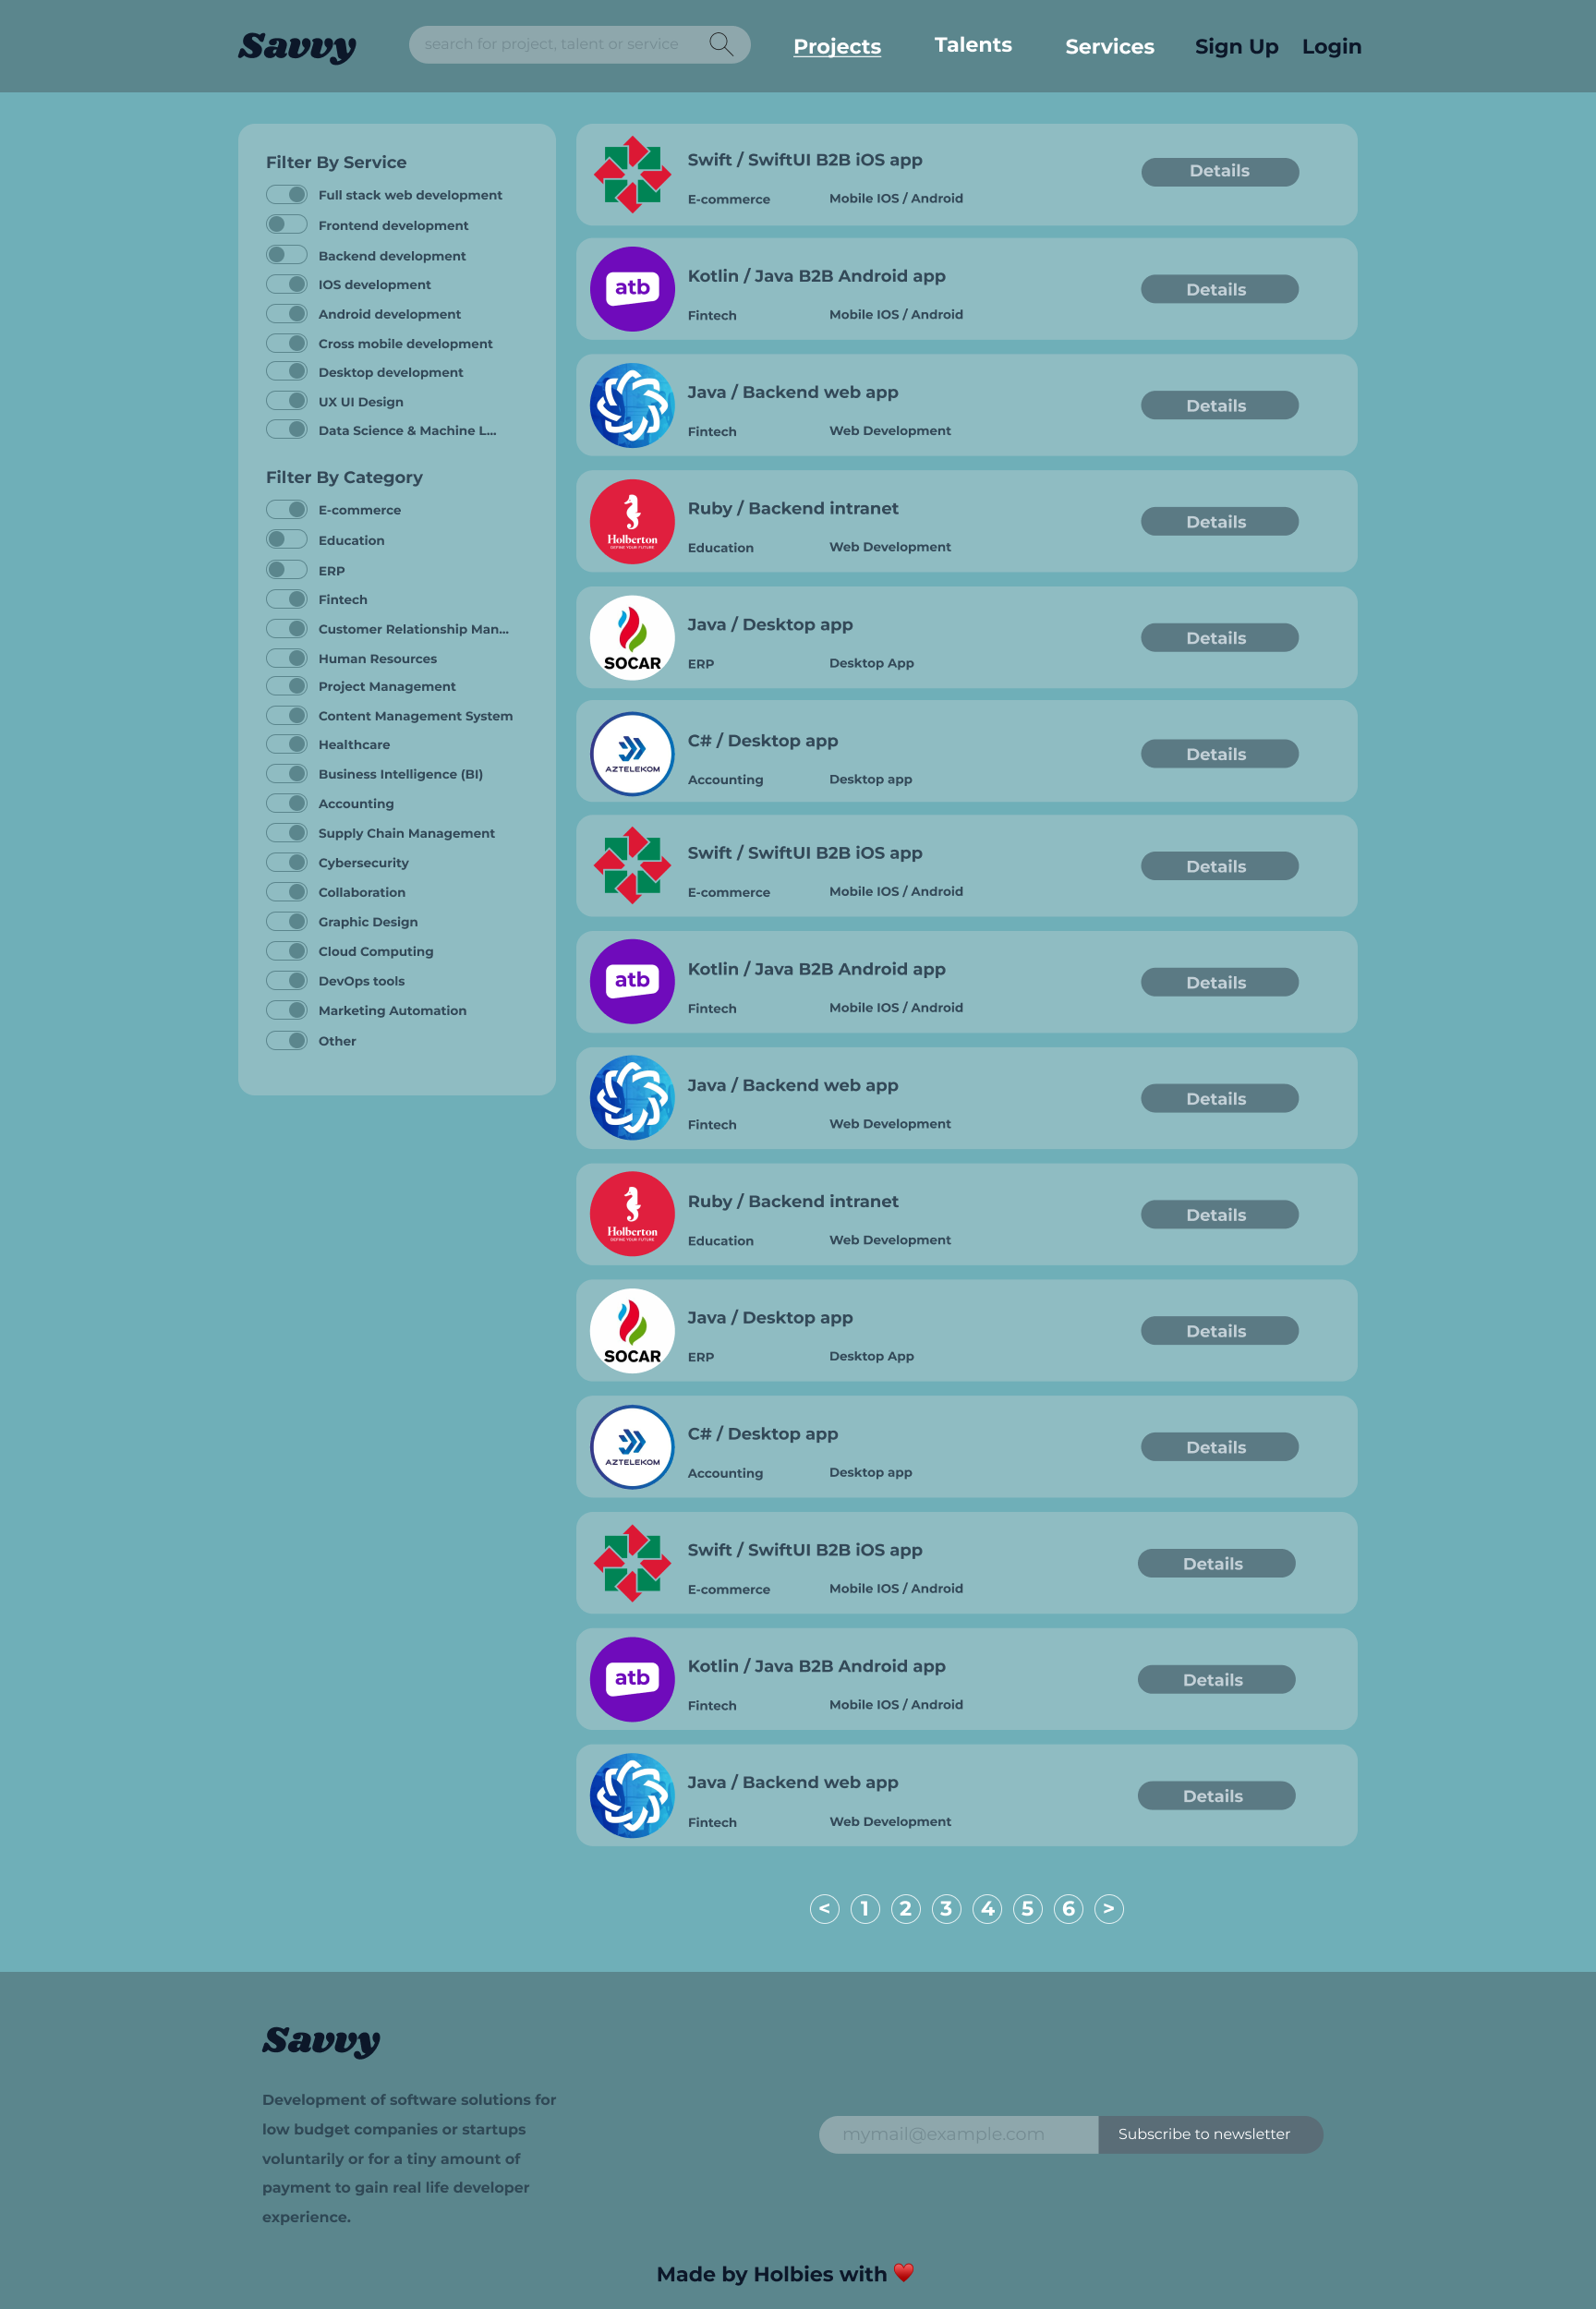 Savvy
search for project, talent or service
Projects
Talents
Services
Sign Up
Login
Filter By Service
Full stack web development
Frontend development
Backend development
IOS development
Android development
Cross mobile development
Desktop development
UX UI Design
Data Science & Machine L...
Filter By Category
E-commerce
Education
ERP
Fintech
Customer Relationship Man...
Human Resources
Project Management
Content Management System
Healthcare
Business Intelligence (BI)
Accounting
Supply Chain Management
Cybersecurity
Collaboration
Graphic Design
Cloud Computing
DevOps tools
Marketing Automation
Other
Swift / SwiftUI B2B iOS app
E-commerce
Mobile IOS / Android
Details
atb
Kotlin / Java B2B Android app
Fintech
Mobile IOS / Android
Details
Java / Backend web app
Fintech
Web Development
Details
Holberton
DEFINE YOUR FUTURE
Ruby / Backend intranet
Education
Web Development
Details
SOCAR
Java / Desktop app
ERP
Desktop App
Details
AZTELEKOM
C# / Desktop app
Accounting
Desktop app
Details
Swift / SwiftUI B2B iOS app
E-commerce
Mobile IOS / Android
Details
atb
Kotlin / Java B2B Android app
Fintech
Mobile IOS / Android
Details
Java / Backend web app
Fintech
Web Development
Details
Holberton
DEFINE YOUR FUTURE
Ruby / Backend intranet
Education
Web Development
Details
SOCAR
Java / Desktop app
ERP
Desktop App
Details
AZTELEKOM
C# / Desktop app
Accounting
Desktop app
Details
Swift / SwiftUI B2B iOS app
E-commerce
Mobile IOS / Android
Details
atb
Kotlin / Java B2B Android app
Fintech
Mobile IOS / Android
Details
Java / Backend web app
Fintech
Web Development
Details
< 1 2 3 4 5 6 >
Savvy
Development of software solutions for
low budget companies or startups
voluntarily or for a tiny amount of
payment to gain real life developer
experience.
mymail@example.com
Subscribe to newsletter
Made by Holbies with ♥